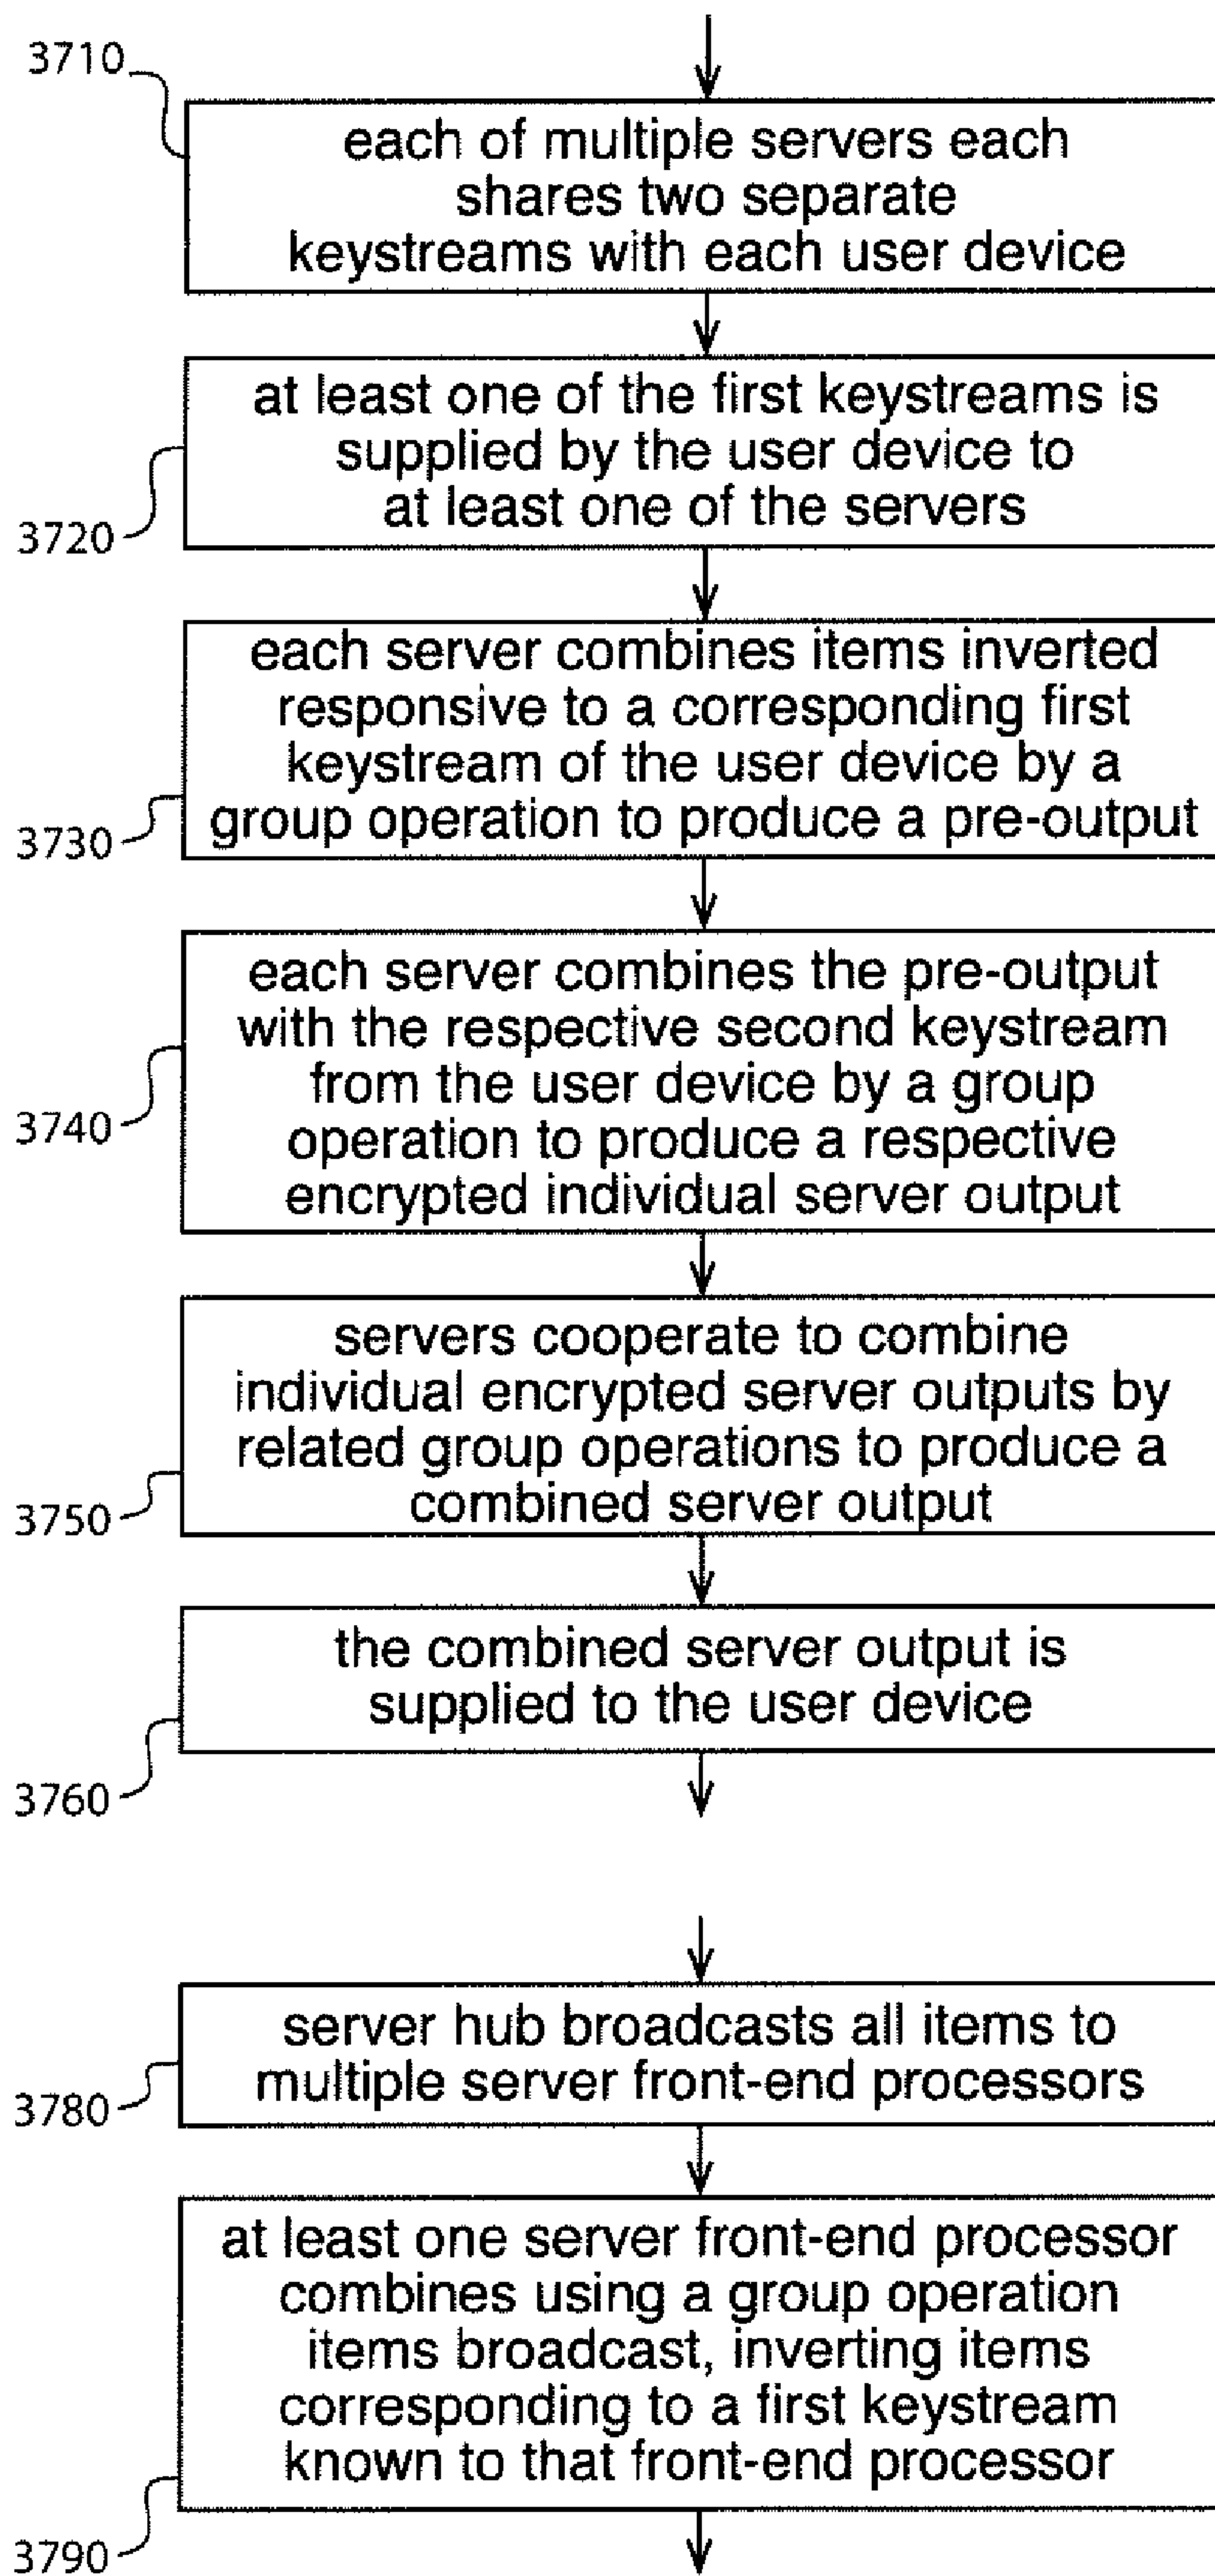 3710
each of multiple servers each
shares two separate
keystreams with each user device
at least one of the first keystreams is
supplied by the user device to
at least one of the servers
3720
each server combines items inverted
responsive to a corresponding first
keystream of the user device by a
group operation to produce a pre-output
3730
each server combines the pre-output
with the respective second keystream
from the user device by a group
operation to produce a respective
encrypted individual server output
3740
servers cooperate to combine
individual encrypted server outputs by
related group operations to produce a
combined server output
3750
the combined server output is
supplied to the user device
3760
server hub broadcasts all items to
multiple server front-end processors
3780
at least one server front-end processor
combines using a group operation
items broadcast, inverting items
corresponding to a first keystream
known to that front-end processor
3790